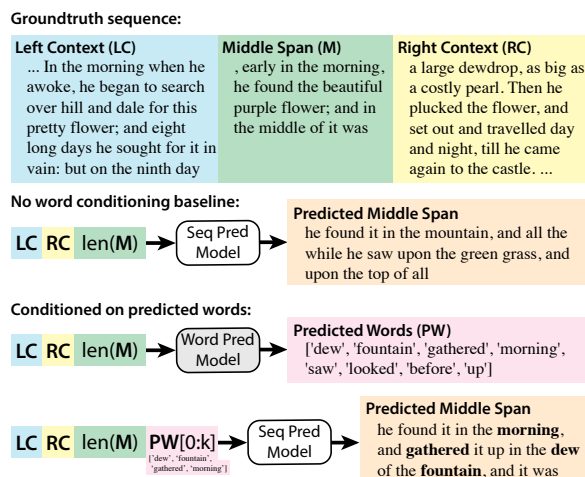 Groundtruth sequence:
Left Context (LC)
... In the morning when he
awoke, he began to search
over hill and dale for this
pretty flower; and eight
long days he sought for it in
vain: but on the ninth day
Middle Span (M)
, early in the morning,
he found the beautiful
purple flower; and in
the middle of it was
Right Context (RC)
a large dewdrop, as big as
a costly pearl. Then he
plucked the flower, and
set out and travelled day
and night, till he came
again to the castle. ...
No word conditioning baseline:
LC RC len(M)
Seq Pred
Model
Predicted Middle Span
he found it in the mountain, and all the
while he saw upon the green grass, and
upon the top of all
Conditioned on predicted words:
LC RC len(M)
Word Pred
Model
Predicted Words (PW)
['dew', 'fountain', 'gathered', 'morning',
'saw', 'looked', 'before', 'up']
LC RC len(M) PW[0:k]
['dew', 'fountain',
'gathered', 'morning']
Seq Pred
Model
Predicted Middle Span
he found it in the morning,
and gathered it up in the dew
of the fountain, and it was